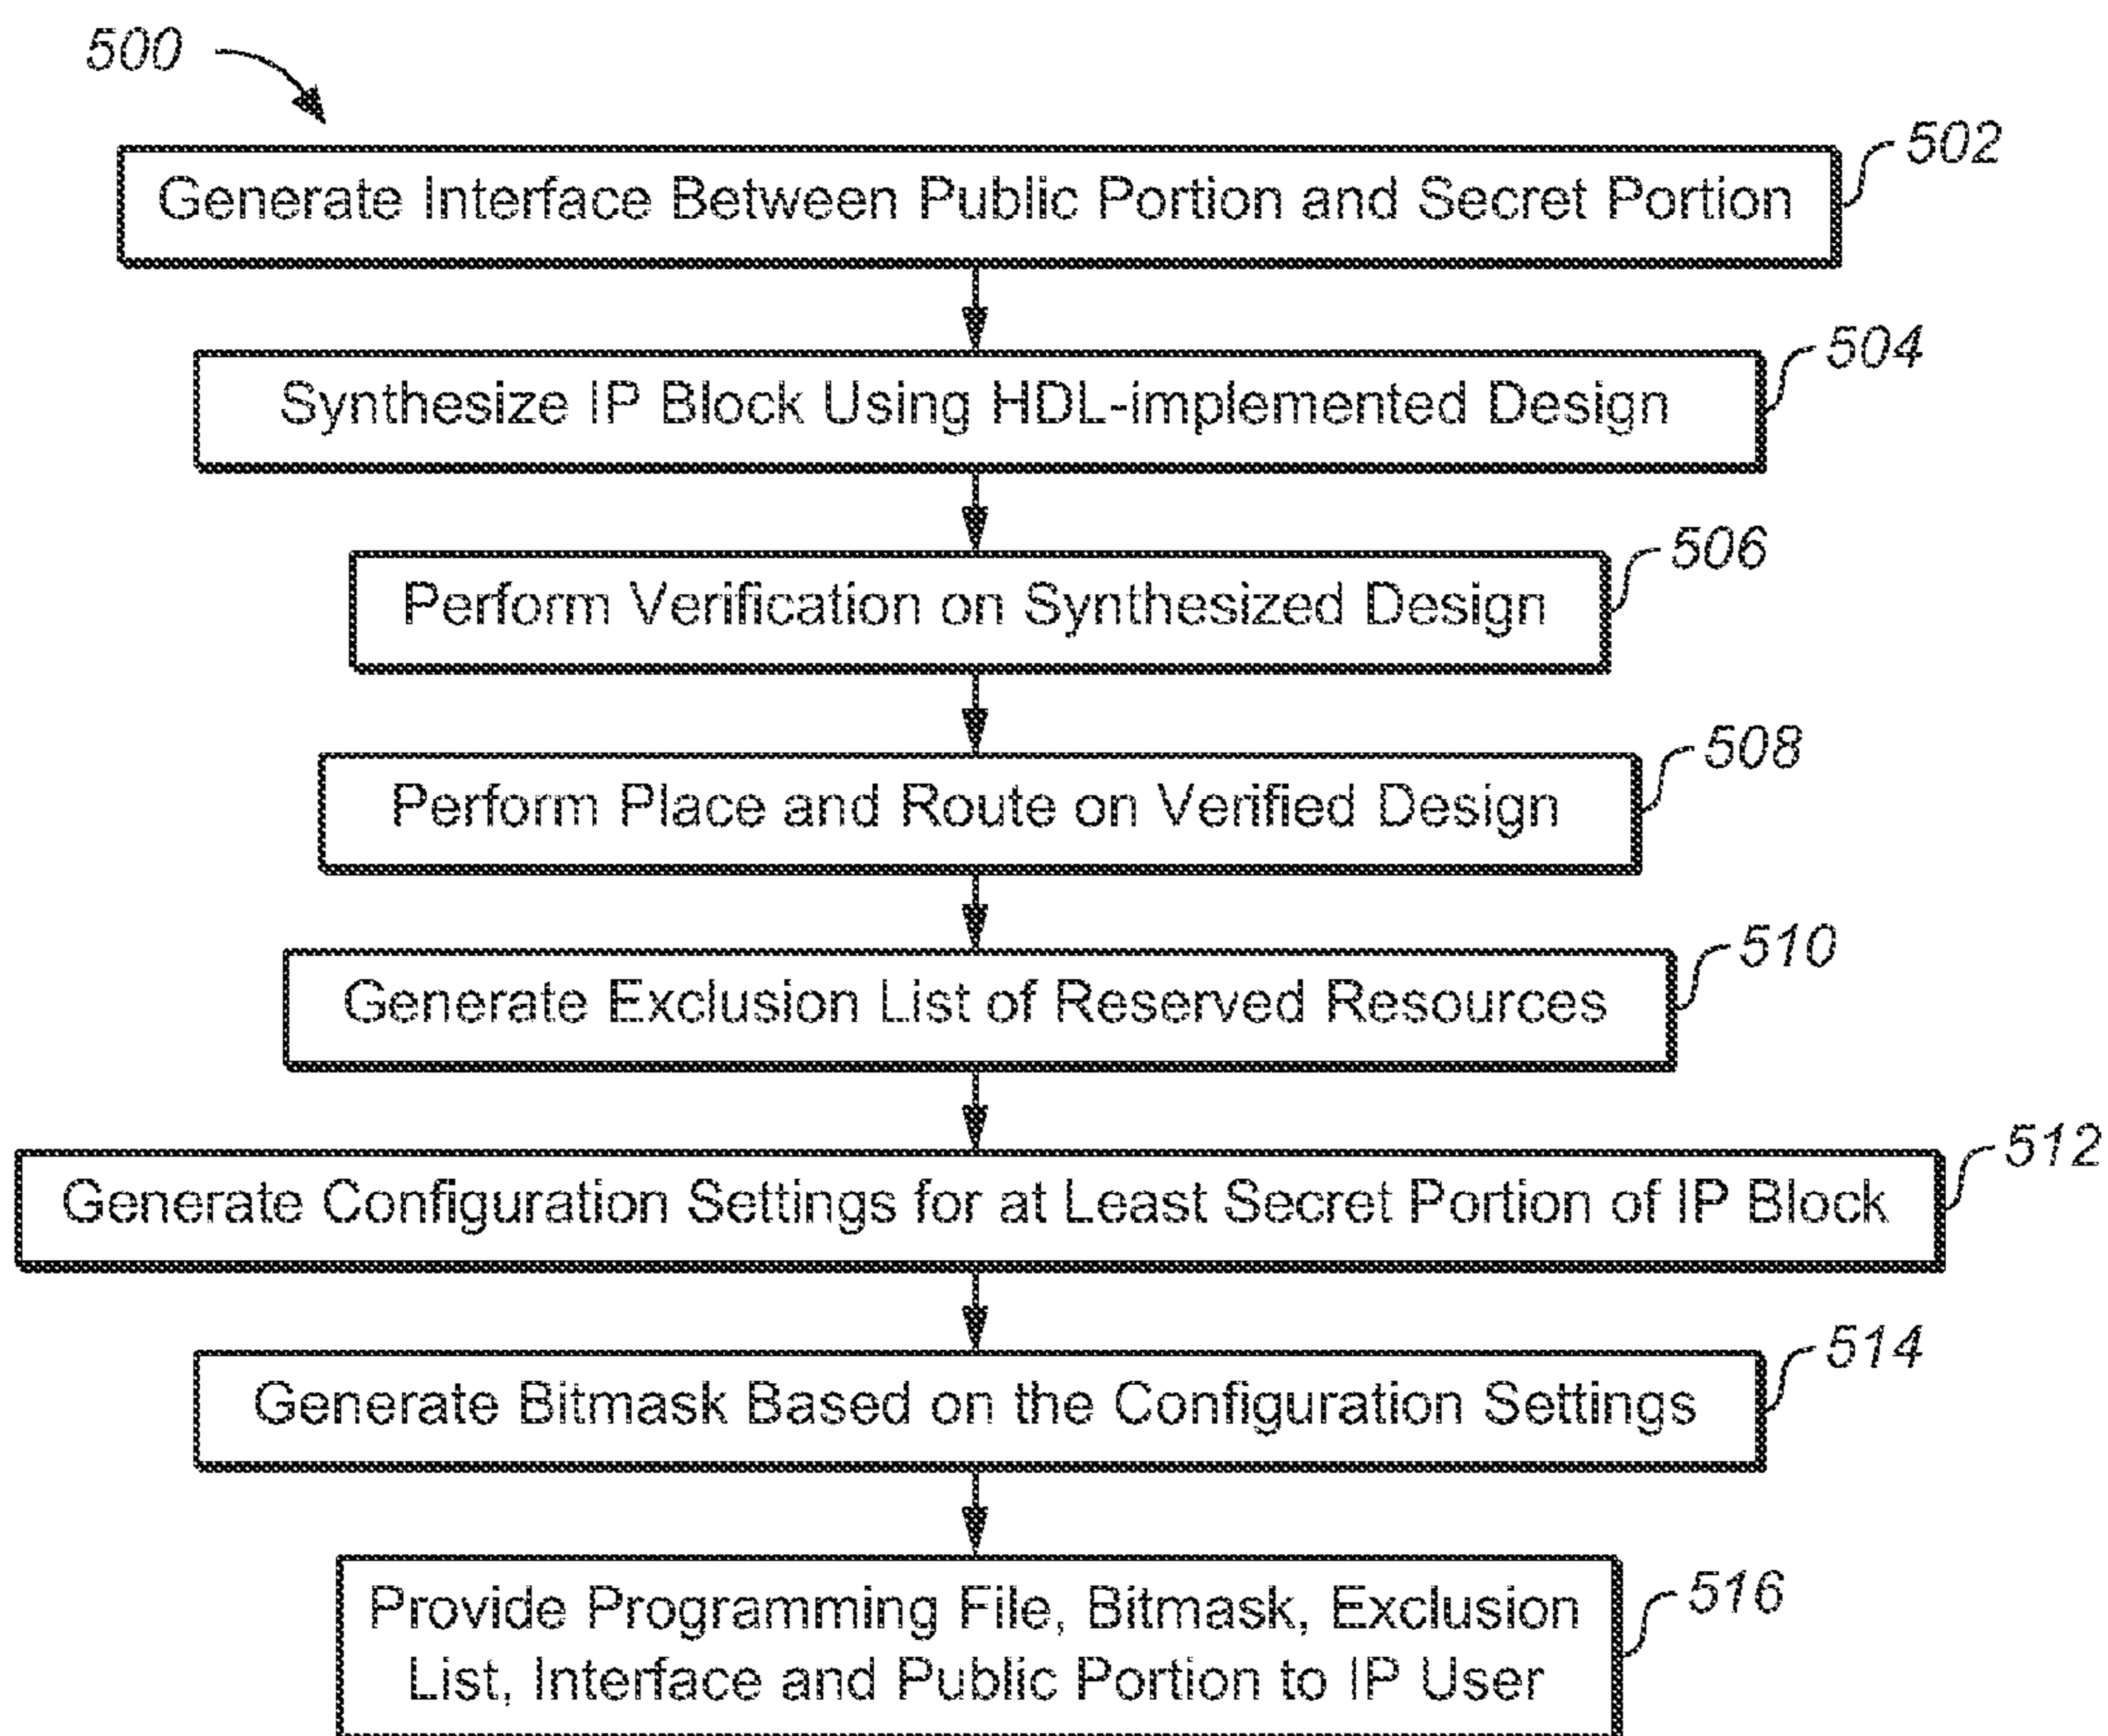 500
502
Generate Interface Between Public Portion and Secret Portion
504
Synthesize IP Block Using HDL-implemented Design
506
Perform Verification on Synthesized Design
508
Perform Place and Route on Verified Design
510
Generate Exclusion List of Reserved Resources
512
Generate Configuration Settings for at Least Secret Portion of IP Block
514
Generate Bitmask Based on the Configuration Settings
516
Provide Programming File, Bitmask, Exclusion
List, Interface and Public Portion to IP User